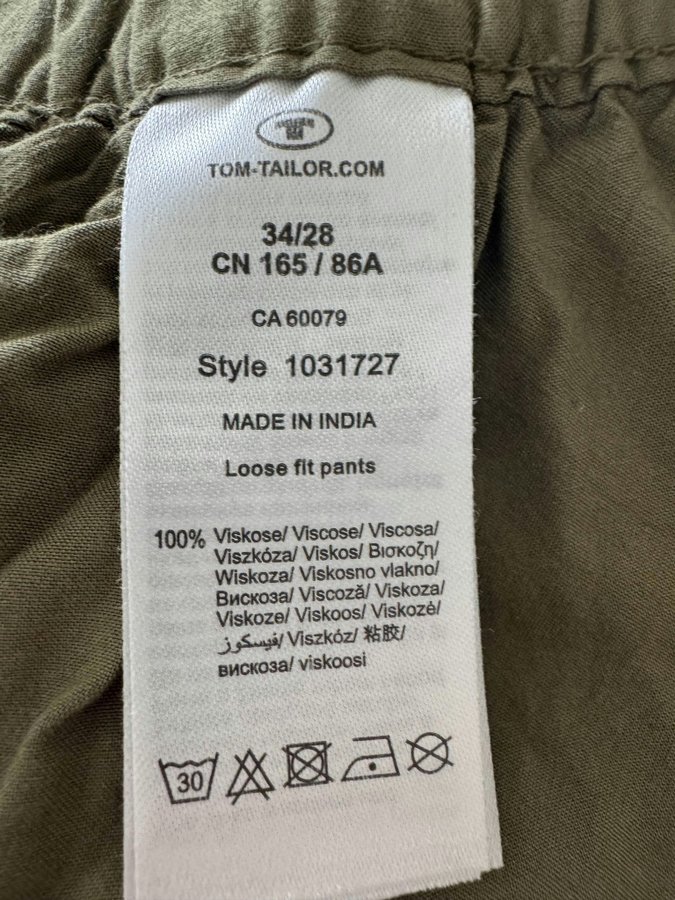 TOM-TAILOR.COM
34/28
CN 165 / 86A
CA 60079
Style 1031727
MADE IN INDIA
Loose fit pants
100% Viskose/ Viscose/ Viscosa/
Viszkóza/ Viskos/ Βισκοζη/
Wiskoza/ Viskosno vlakno/
Вискоза/ Viscoză/ Viskoza/
Viskoze/ Viskoos/ Viskozė/
فيسكوز/ Viszkóz/ 粘胶/
вискоза/ viskoosi
30